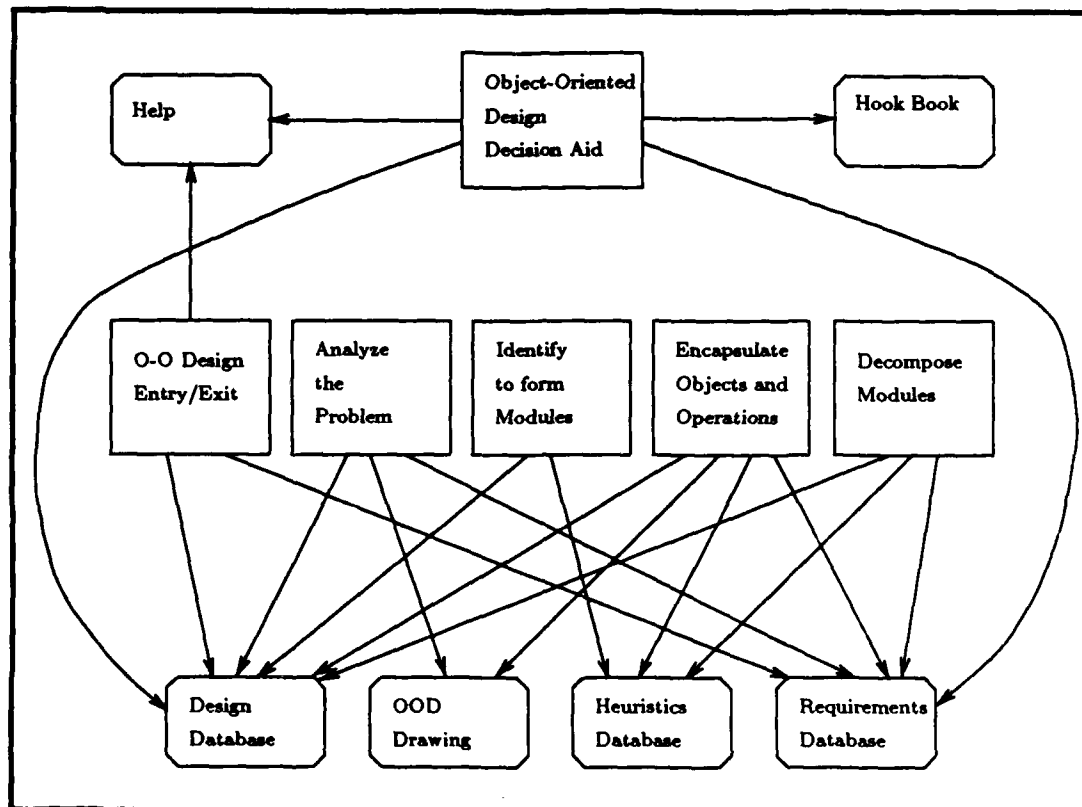 Help
Object-Oriented
Design
Decision Aid
Hook Book
O-O Design
Entry/Exit
Analyze
the
Problem
Identify
to form
Modules
Encapsulate
Objects and
Operations
Decompose
Modules
Design
Database
OOD
Drawing
Heuristics
Database
Requirements
Database